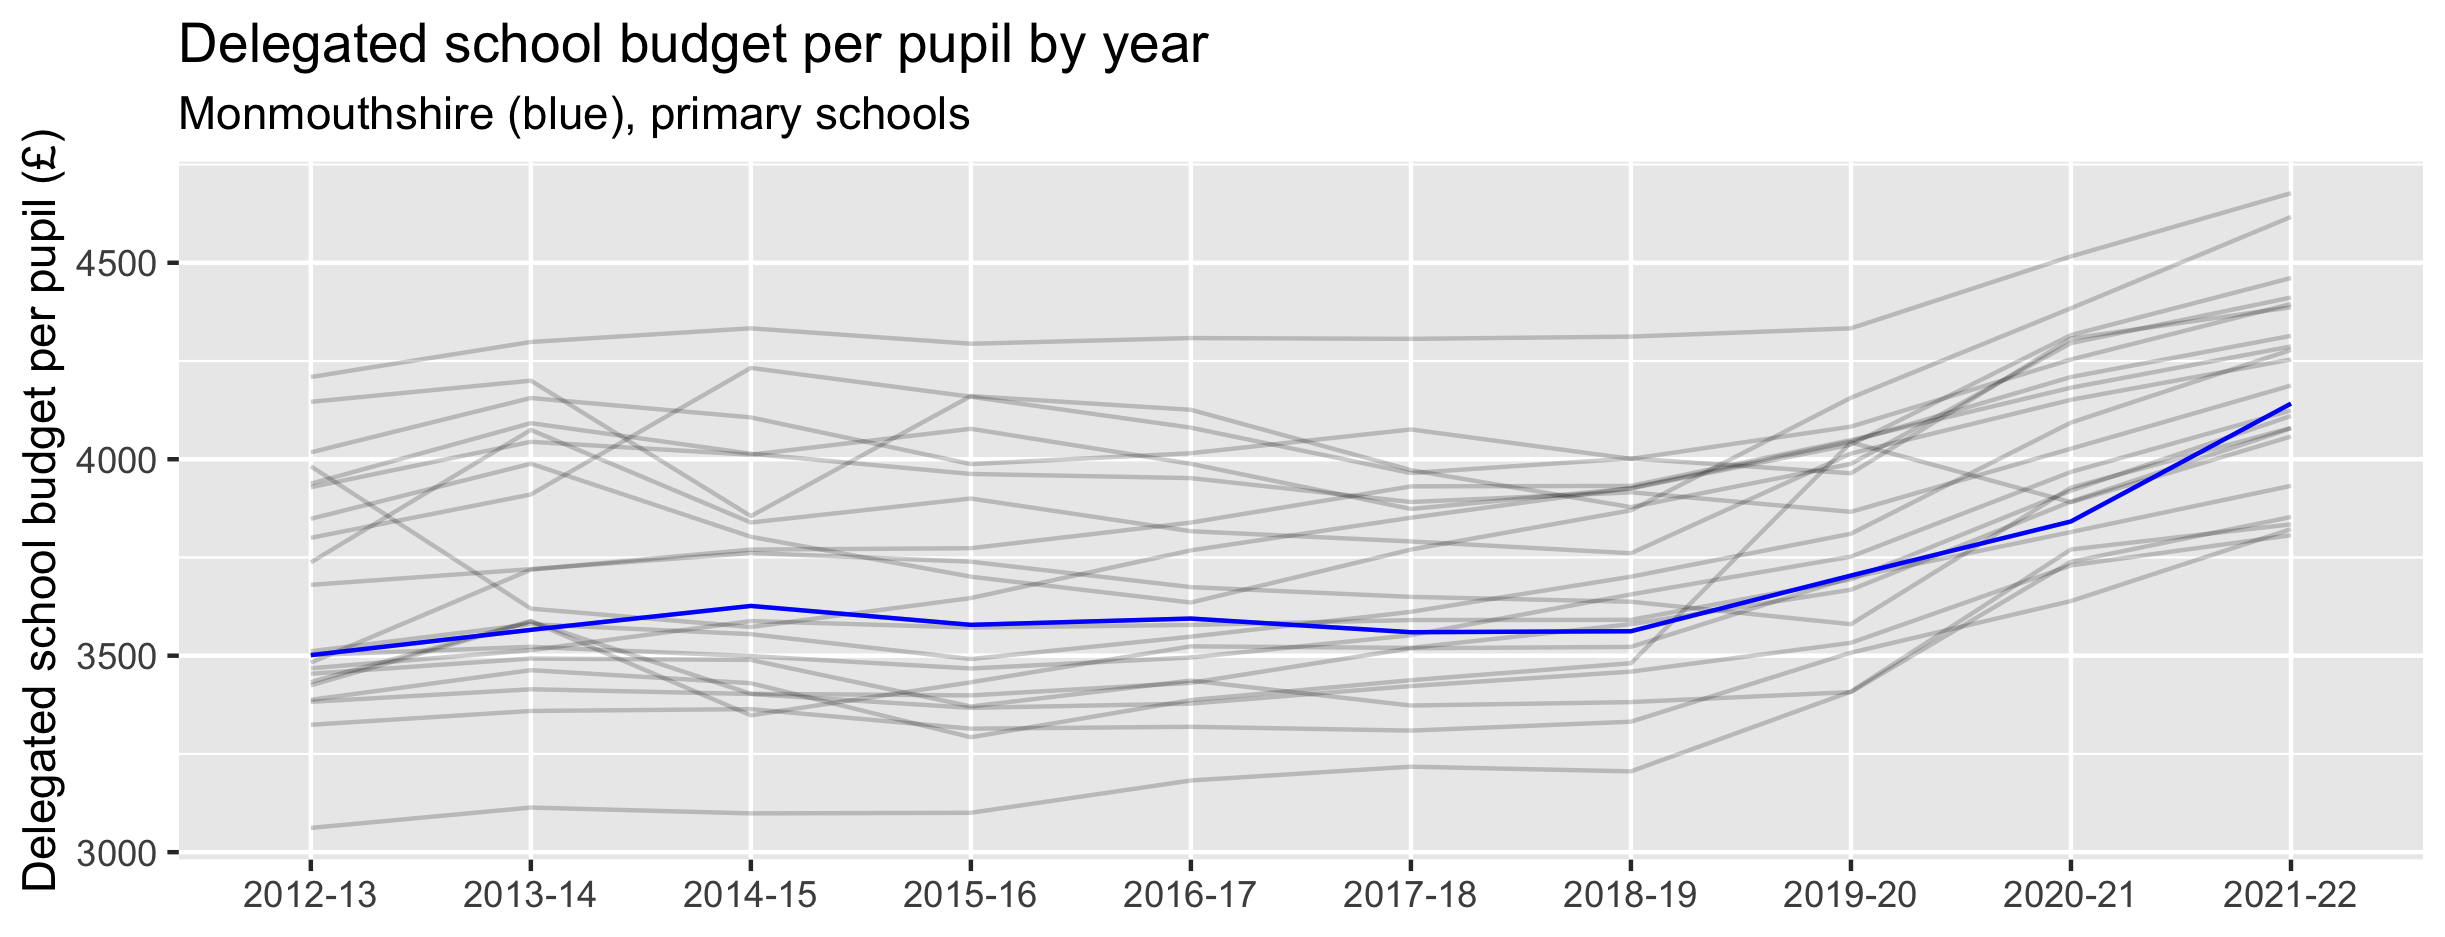 Delegated school budget per pupil by year
Monmouthshire (blue), primary schools
Delegated school budget per pupil (£)
4500
4000
3500
3000
2012-13 2013-14 2014-15 2015-16 2016-17 2017-18 2018-19 2019-20 2020-21 2021-22